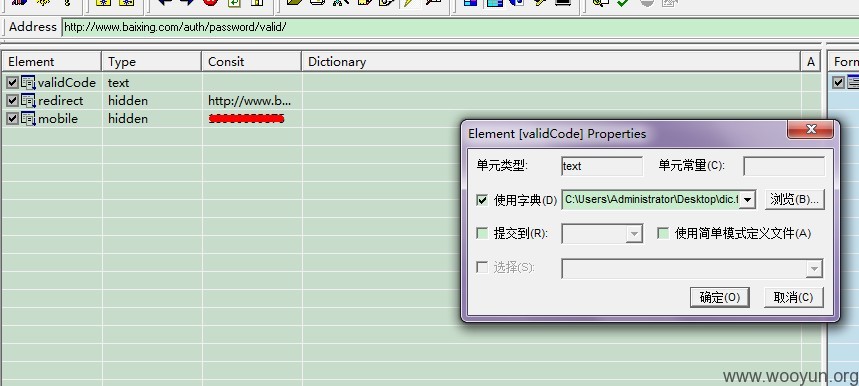 Address http://www.baixing.com/auth/password/valid/
Element Type Consit Dictionary A Form
validCode text
redirect hidden http://www.b...
mobile hidden
Element [validCode] Properties
单元类型: text 单元常量(C):
使用字典(D) C:\Users\Administrator\Desktop\dic.t 浏览(B)...
提交到(R): 使用简单模式定义文件(A)
选择(S):
确定(O) 取消(C)
www.wooyun.org